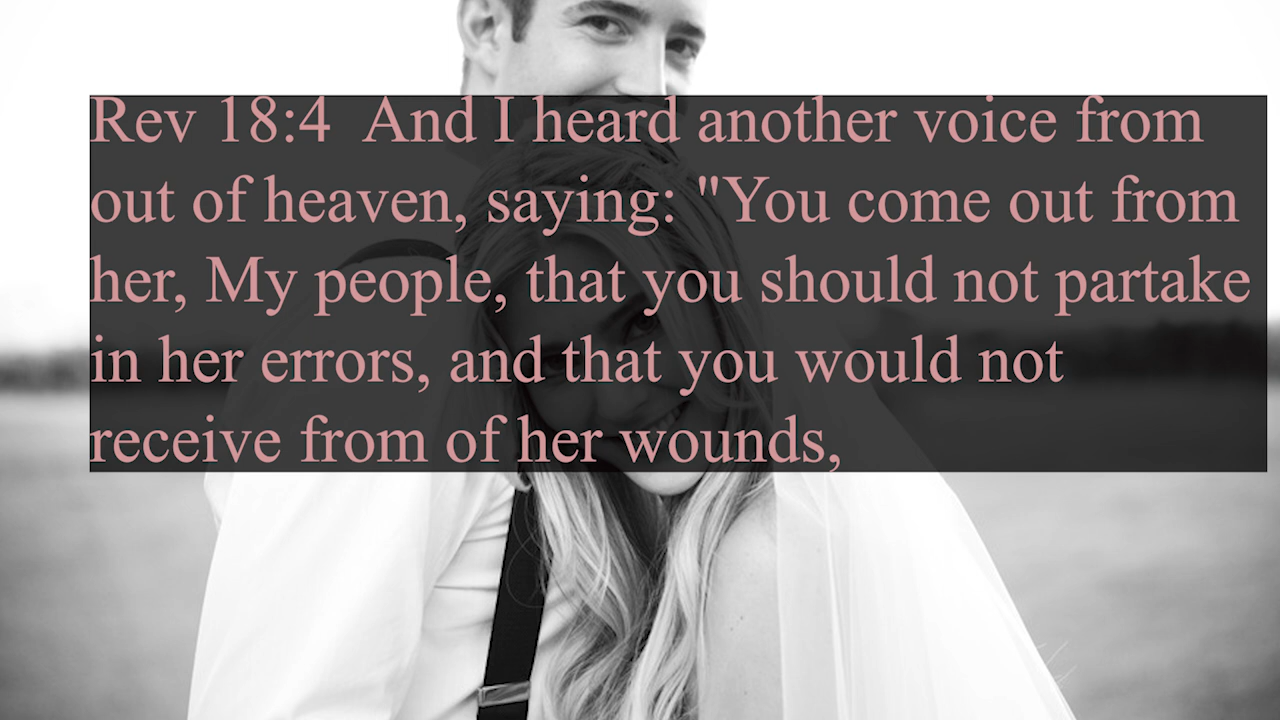 Rev 18:4  And I heard another voice from
out of heaven, saying: "You come out from
her, My people, that you should not partake
in her errors, and that you would not
receive from of her wounds,